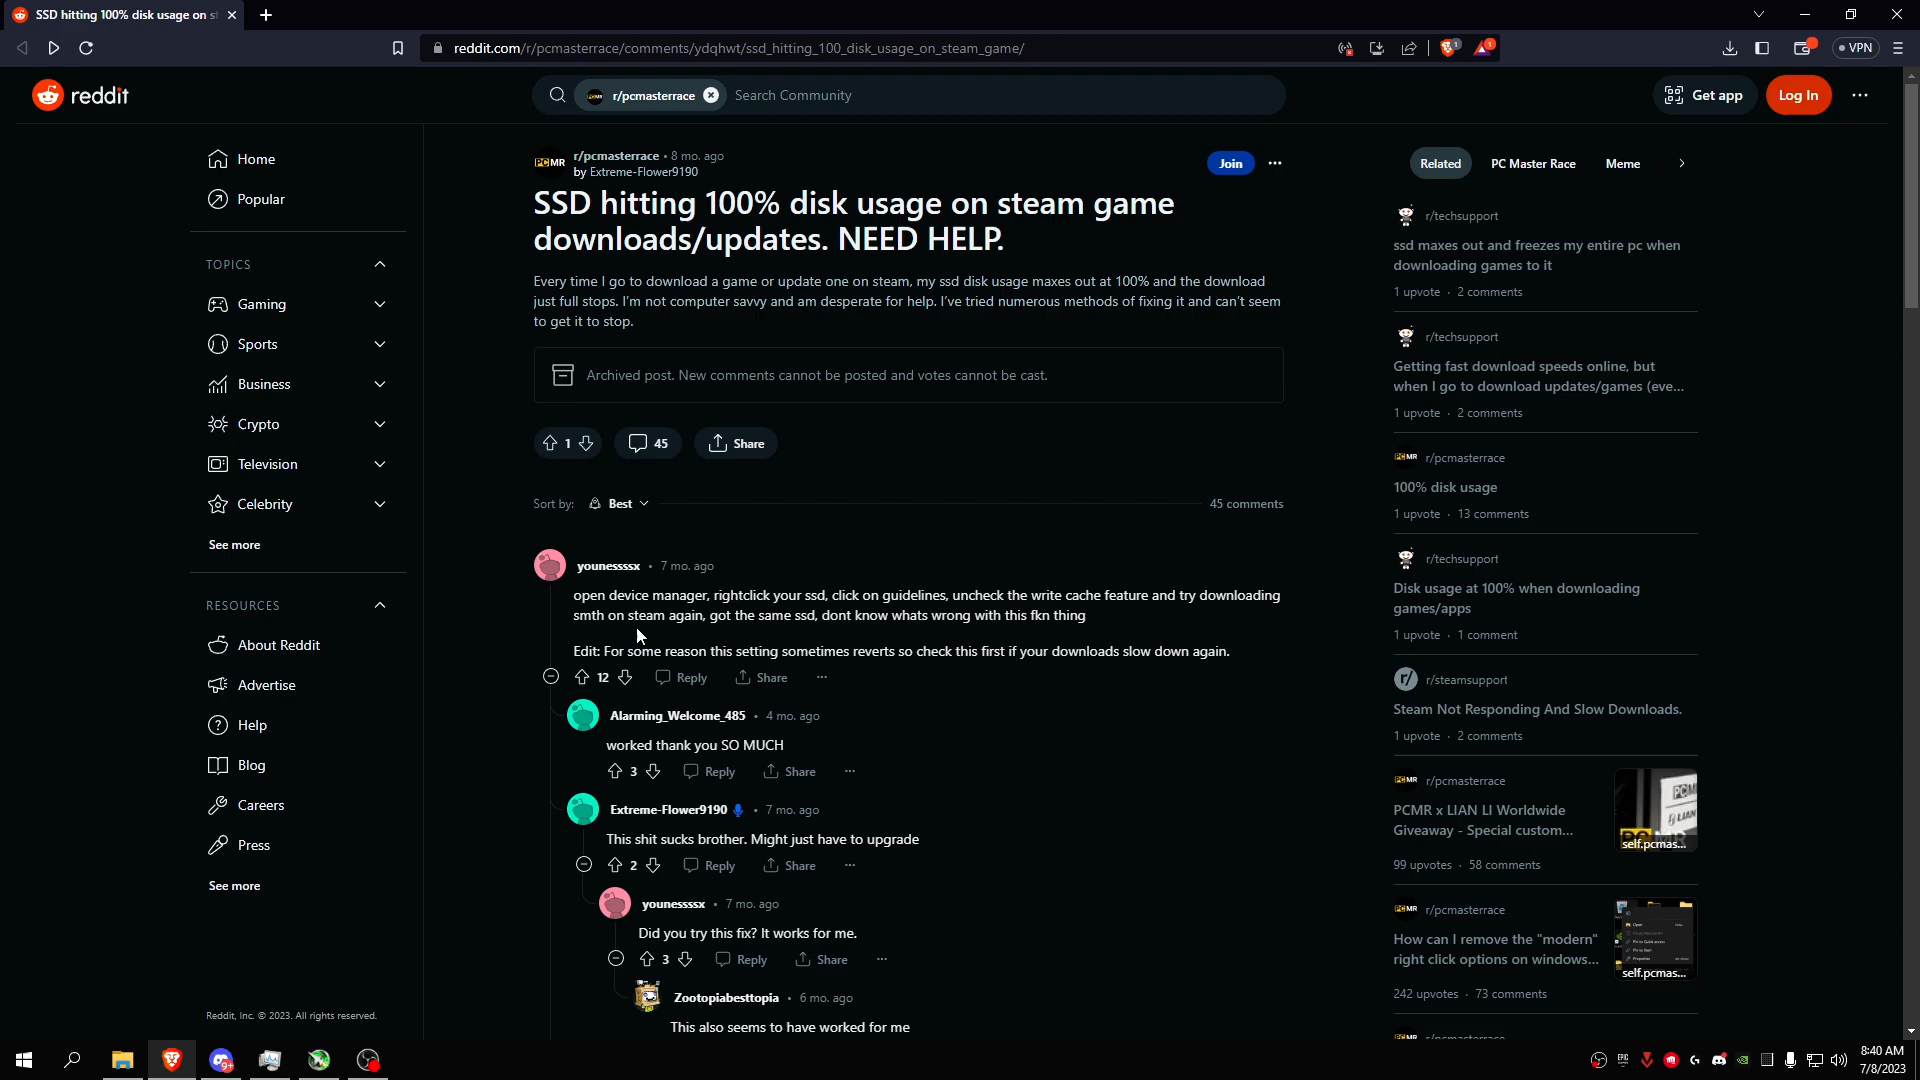 SSD hitting 100% disk usage on st
reddit.com/r/pcmasterrace/comments/ydqhwt/ssd_hitting_100_disk_usage_on_steam_game/
1
1
VPN
reddit
r/pcmasterrace
Search Community
Get app
Log In
Home
Popular
TOPICS
Gaming
Sports
Business
Crypto
Television
Celebrity
See more
RESOURCES
About Reddit
Advertise
Help
Blog
Careers
Press
See more
Reddit, Inc. © 2023. All rights reserved.
PCMR
r/pcmasterrace • 8 mo. ago
by Extreme-Flower9190
Join
SSD hitting 100% disk usage on steam game
downloads/updates. NEED HELP.
Every time I go to download a game or update one on steam, my ssd disk usage maxes out at 100% and the download
just full stops. I'm not computer savvy and am desperate for help. I've tried numerous methods of fixing it and can't seem
to get it to stop.
Archived post. New comments cannot be posted and votes cannot be cast.
1
45
Share
Sort by:
Best
45 comments
younessssx • 7 mo. ago
open device manager, rightclick your ssd, click on guidelines, uncheck the write cache feature and try downloading
smth on steam again, got the same ssd, dont know whats wrong with this fkn thing
Edit: For some reason this setting sometimes reverts so check this first if your downloads slow down again.
12
Reply
Share
Alarming_Welcome_485 • 4 mo. ago
worked thank you SO MUCH
3
Reply
Share
Extreme-Flower9190 • 7 mo. ago
This shit sucks brother. Might just have to upgrade
2
Reply
Share
younessssx • 7 mo. ago
Did you try this fix? It works for me.
3
Reply
Share
Zootopiabesttopia • 6 mo. ago
This also seems to have worked for me
Related
PC Master Race
Meme
r/techsupport
ssd maxes out and freezes my entire pc when
downloading games to it
1 upvote · 2 comments
r/techsupport
Getting fast download speeds online, but
when I go to download updates/games (eve...
1 upvote · 2 comments
PCMR
r/pcmasterrace
100% disk usage
1 upvote · 13 comments
r/techsupport
Disk usage at 100% when downloading
games/apps
1 upvote · 1 comment
r/
r/steamsupport
Steam Not Responding And Slow Downloads.
1 upvote · 2 comments
PCMR
r/pcmasterrace
PCMR x LIAN LI Worldwide
Giveaway - Special custom...
self.pcmas...
99 upvotes · 58 comments
PCMR
r/pcmasterrace
How can I remove the "modern"
right click options on windows...
self.pcmas...
242 upvotes · 73 comments
9+
EPIC
8:40 AM
7/8/2023